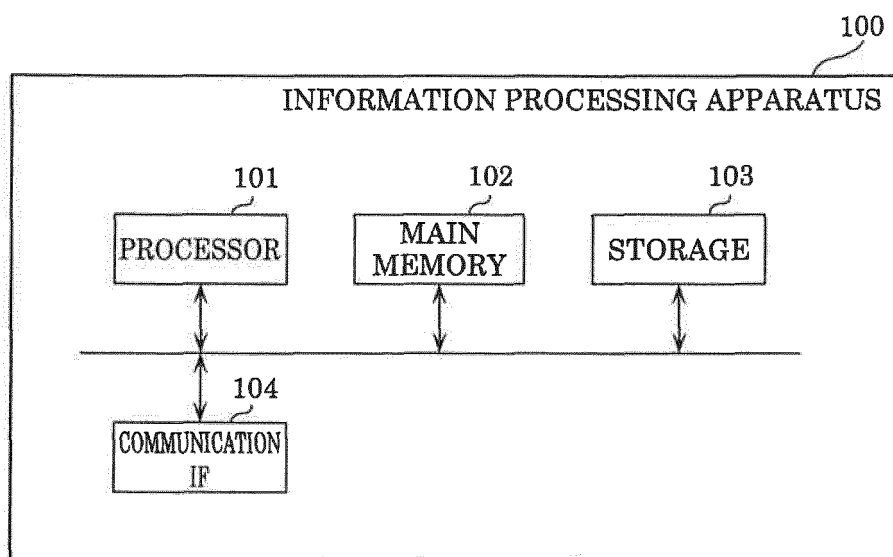 100
INFORMATION PROCESSING APPARATUS
101
102
103
PROCESSOR
MAIN
MEMORY
STORAGE
104
COMMUNICATION
IF